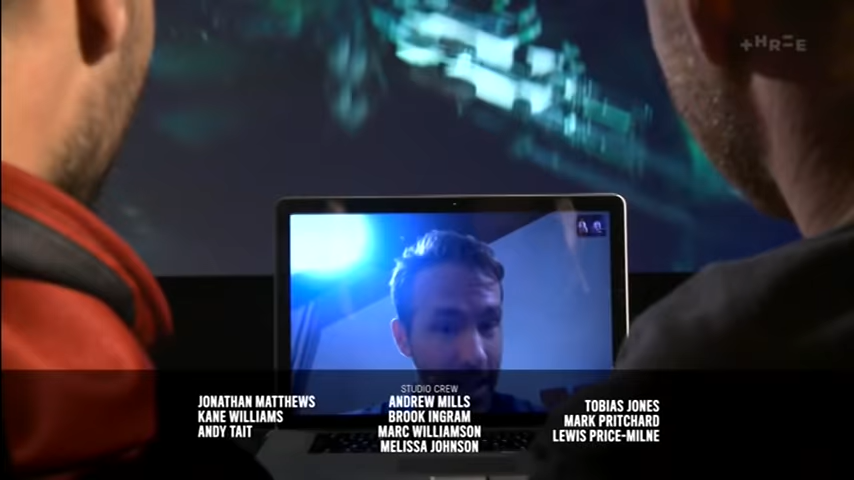 +HR=E
JONATHAN MATTHEWS
KANE WILLIAMS
ANDY TAIT
STUDIO CREW
ANDREW MILLS
BROOK INGRAM
MARC WILLIAMSON
MELISSA JOHNSON
TOBIAS JONES
MARK PRITCHARD
LEWIS PRICE-MILNE